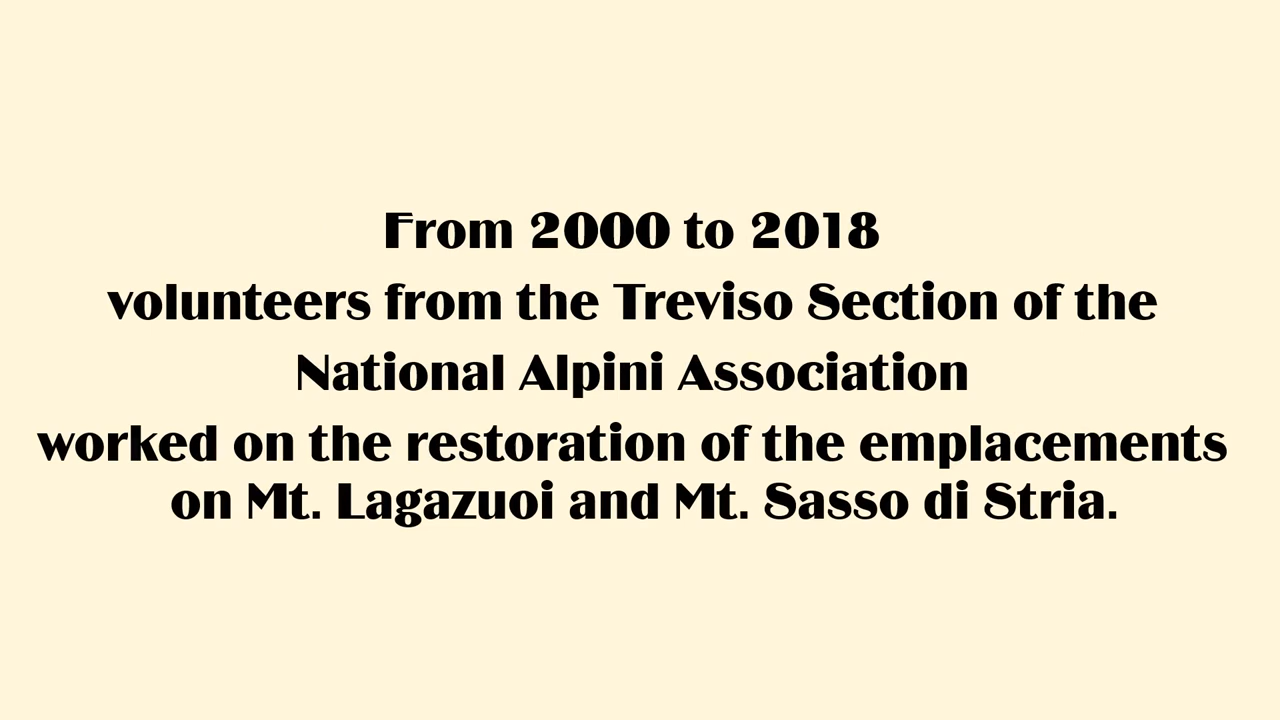 From 2000 to 2018
volunteers from the Treviso Section of the
National Alpini Association
worked on the restoration of the emplacements
on Mt. Lagazuoi and Mt. Sasso di Stria.